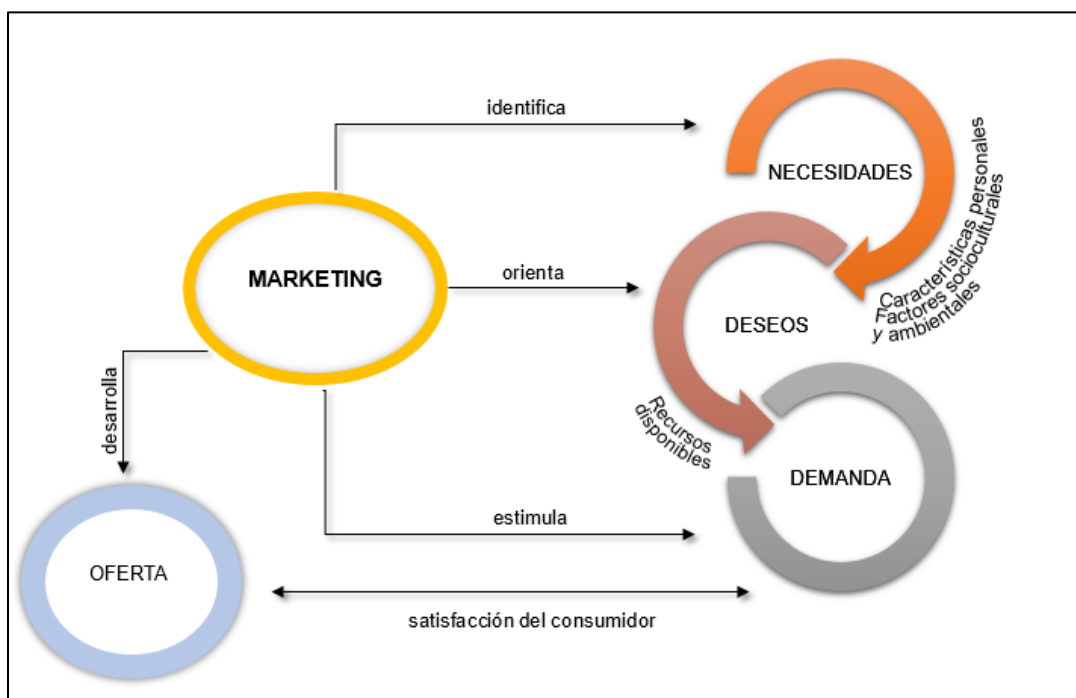 identifica
NECESIDADES
Características personales
Factores socioculturales
y ambientales
MARKETING
orienta
DESEOS
desarrolla
Recursos
disponibles
DEMANDA
estimula
OFERTA
satisfacción del consumidor